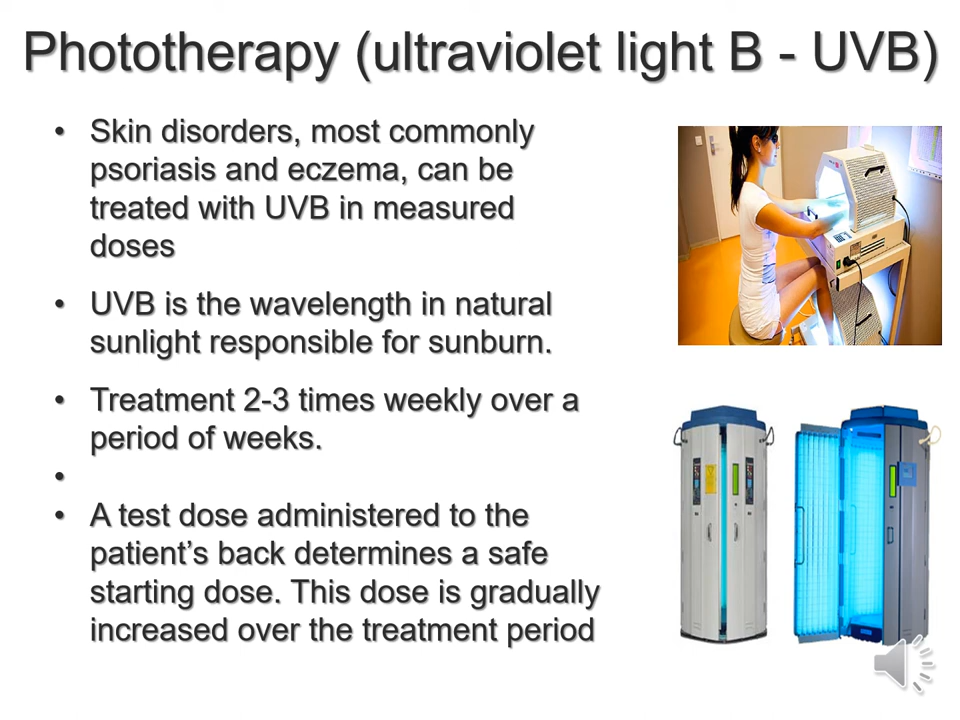 Phototherapy (ultraviolet light B - UVB)
• Skin disorders, most commonly
psoriasis and eczema, can be
treated with UVB in measured
doses
• UVB is the wavelength in natural
sunlight responsible for sunburn.
• Treatment 2-3 times weekly over a
period of weeks.
•
• A test dose administered to the
patient’s back determines a safe
starting dose. This dose is gradually
increased over the treatment period